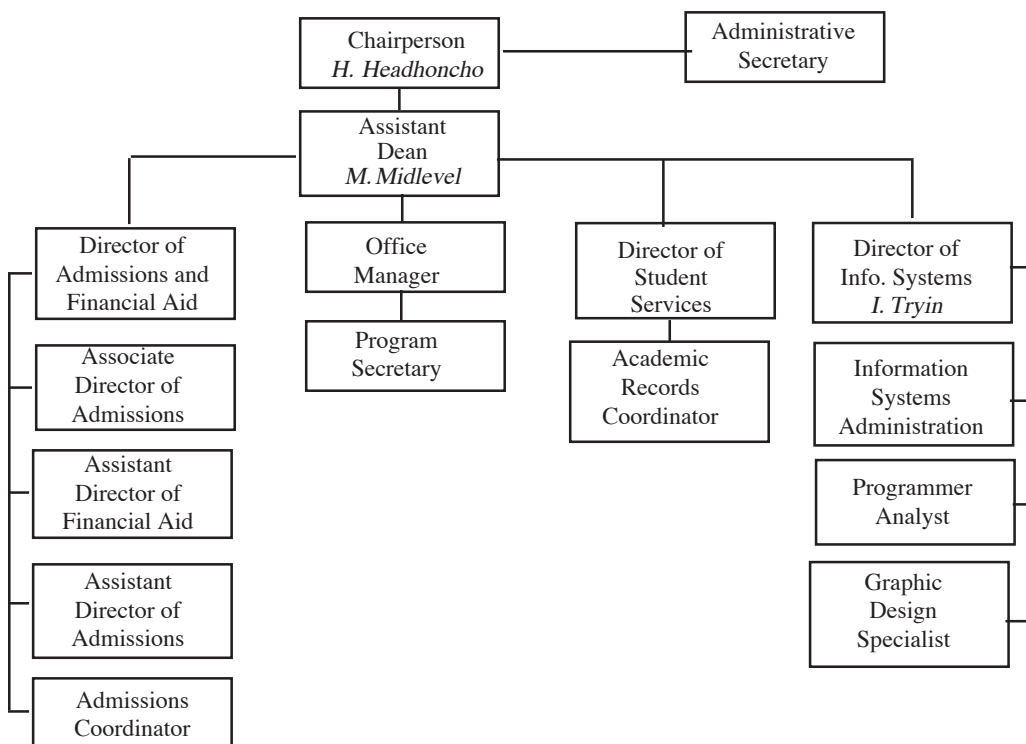 Chairperson
H. Headhoncho
Administrative
Secretary
Assistant
Dean
M. Midlevel
Director of
Admissions and
Financial Aid
Office
Manager
Director of
Student
Services
Director of
Info. Systems
I. Tryin
Associate
Director of
Admissions
Program
Secretary
Academic
Records
Coordinator
Information
Systems
Administration
Assistant
Director of
Financial Aid
Programmer
Analyst
Assistant
Director of
Admissions
Graphic
Design
Specialist
Admissions
Coordinator